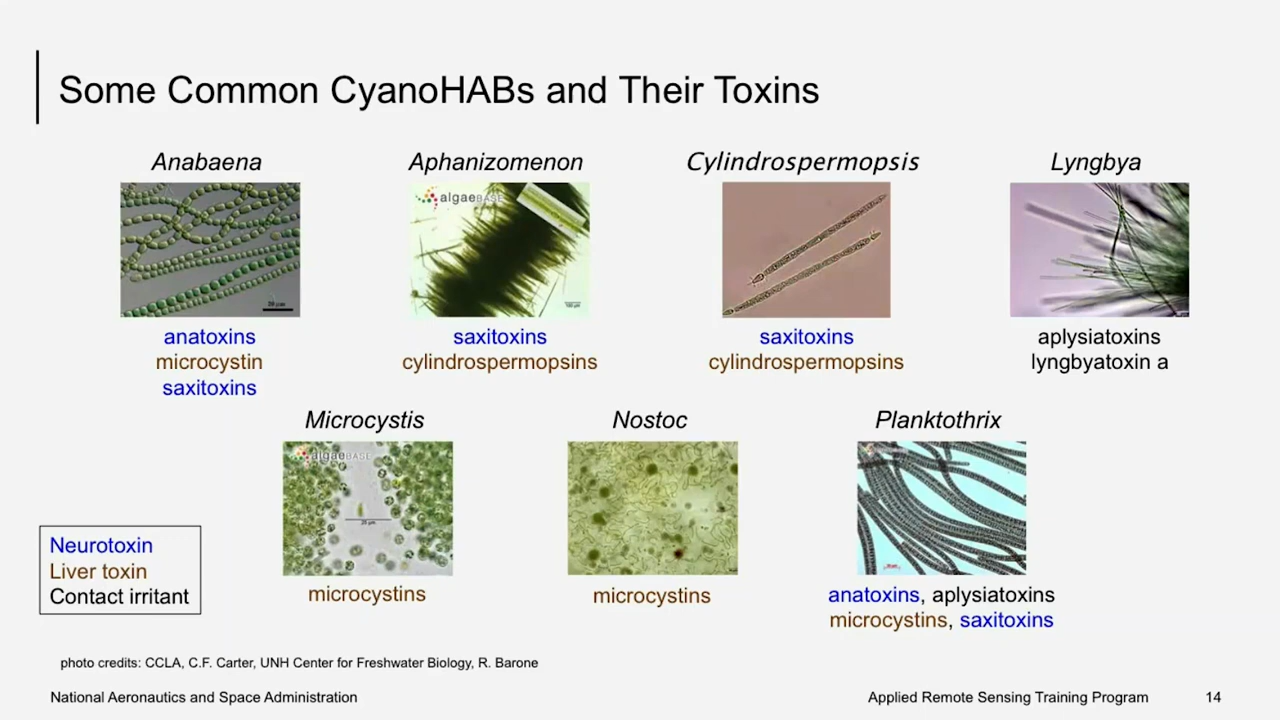 Some Common CyanoHABs and Their Toxins
Anabaena
Aphanizomenon
Cylindrospermopsis
Lyngbya
algaeBASE
anatoxins
microcystin
saxitoxins
saxitoxins
cylindrospermopsins
saxitoxins
cylindrospermopsins
aplysiatoxins
lyngbyatoxin a
Microcystis
Nostoc
Planktothrix
algaeBASE
microcystins
microcystins
anatoxins, aplysiatoxins
microcystins, saxitoxins
Neurotoxin
Liver toxin
Contact irritant
photo credits: CCLA, C.F. Carter, UNH Center for Freshwater Biology, R. Barone
National Aeronautics and Space Administration
Applied Remote Sensing Training Program
14